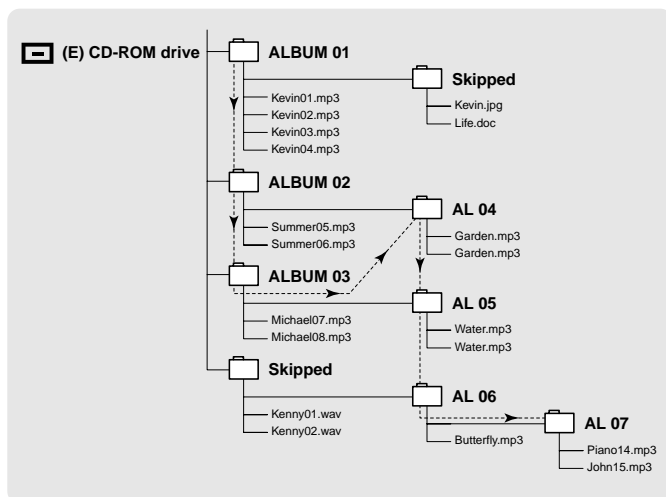 (E) CD-ROM drive
ALBUM 01
Kevin01.mp3
Kevin02.mp3
Kevin03.mp3
Kevin04.mp3
Skipped
Kevin.jpg
Life.doc
ALBUM 02
Summer05.mp3
Summer06.mp3
AL 04
Garden.mp3
Garden.mp3
ALBUM 03
Michael07.mp3
Michael08.mp3
AL 05
Water.mp3
Water.mp3
Skipped
Kenny01.wav
Kenny02.wav
AL 06
Butterfly.mp3
AL 07
Piano14.mp3
John15.mp3